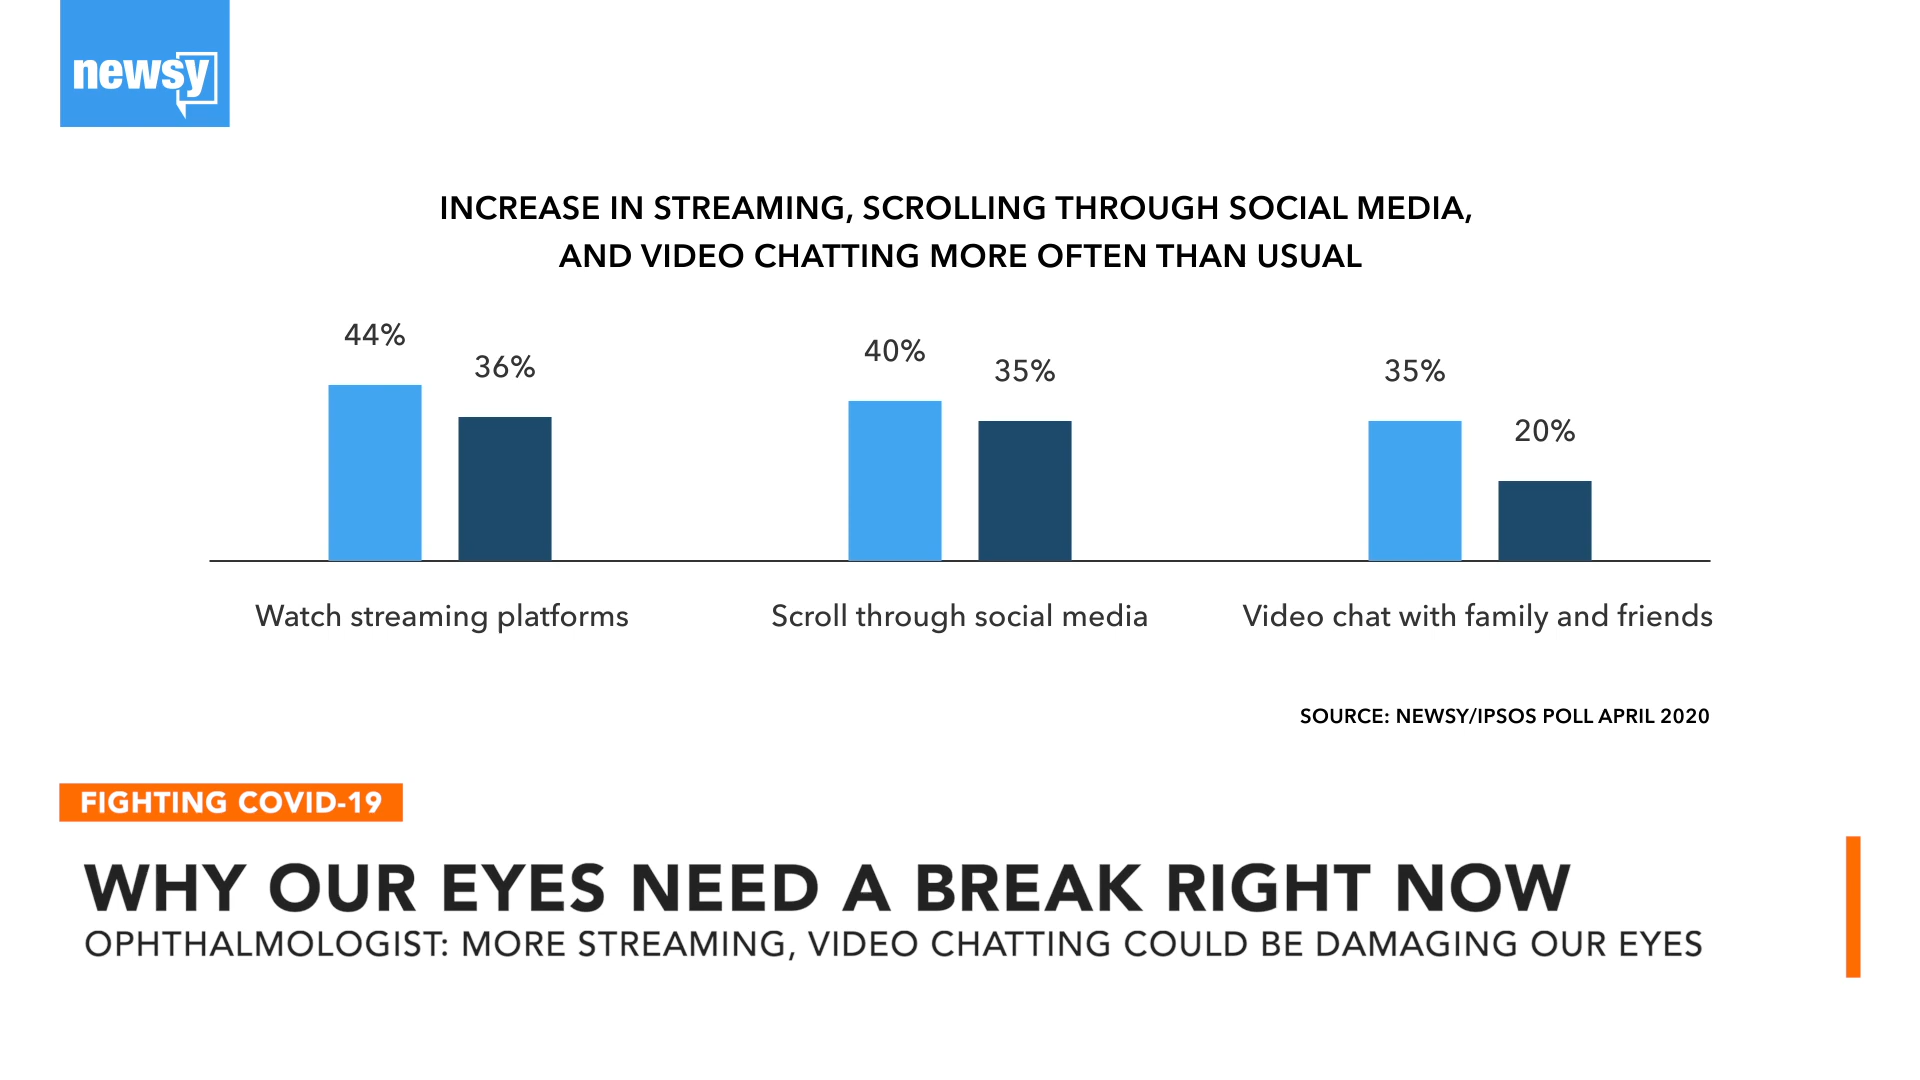 newsy
INCREASE IN STREAMING, SCROLLING THROUGH SOCIAL MEDIA,
AND VIDEO CHATTING MORE OFTEN THAN USUAL
44%
36%
40%
35%
35%
20%
Watch streaming platforms
Scroll through social media
Video chat with family and friends
SOURCE: NEWSY/IPSOS POLL APRIL 2020
FIGHTING COVID-19
WHY OUR EYES NEED A BREAK RIGHT NOW
OPHTHALMOLOGIST: MORE STREAMING, VIDEO CHATTING COULD BE DAMAGING OUR EYES